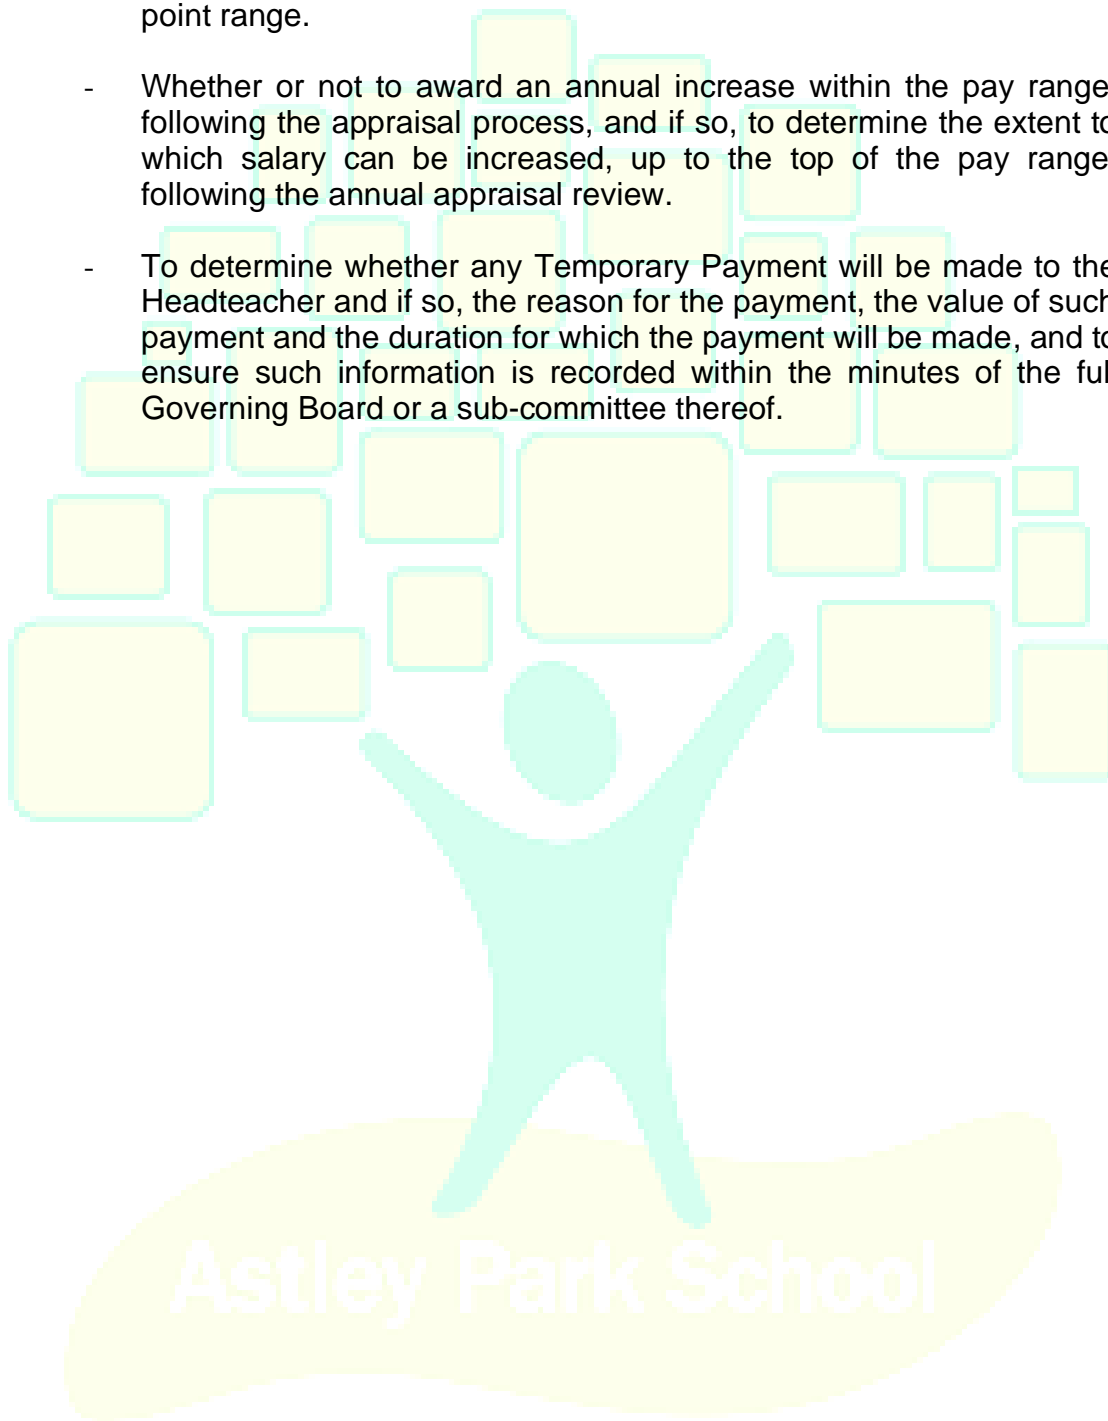 point range.
- Whether or not to award an annual increase within the pay range
following the appraisal process, and if so, to determine the extent to
which salary can be increased, up to the top of the pay range
following the annual appraisal review.
- To determine whether any Temporary Payment will be made to the
Headteacher and if so, the reason for the payment, the value of such
payment and the duration for which the payment will be made, and to
ensure such information is recorded within the minutes of the ful
Governing Board or a sub-committee thereof.
Astley Park School